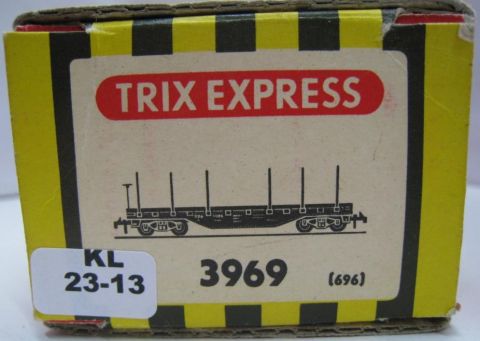 TRIX EXPRESS
KL
23-13
3969 (696)